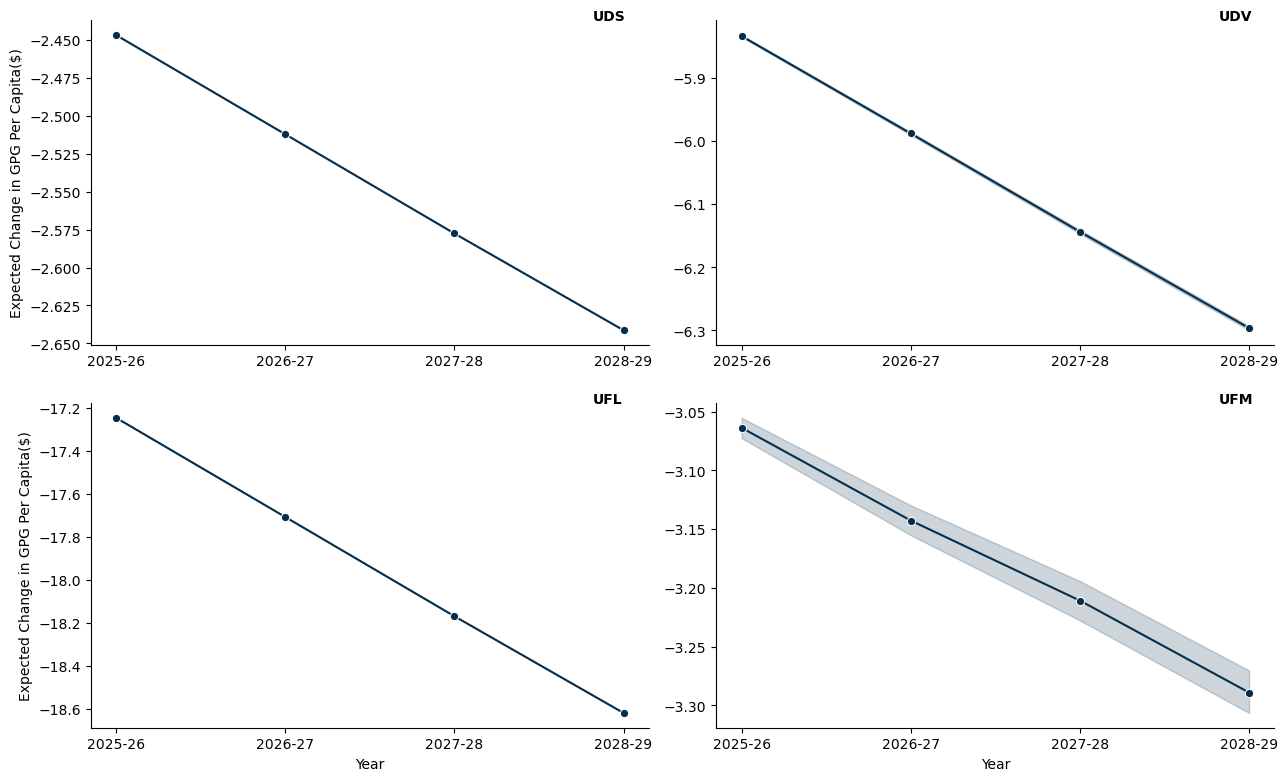 UDS
Expected Change in GPG Per Capita($)
−2.450
−2.475
−2.500
−2.525
−2.550
−2.575
−2.600
−2.625
−2.650
2025-26 2026-27 2027-28 2028-29
UDV
−5.9
−6.0
−6.1
−6.2
−6.3
2025-26 2026-27 2027-28 2028-29
UFL
Expected Change in GPG Per Capita($)
−17.2
−17.4
−17.6
−17.8
−18.0
−18.2
−18.4
−18.6
2025-26 2026-27 2027-28 2028-29
Year
UFM
−3.05
−3.10
−3.15
−3.20
−3.25
−3.30
2025-26 2026-27 2027-28 2028-29
Year